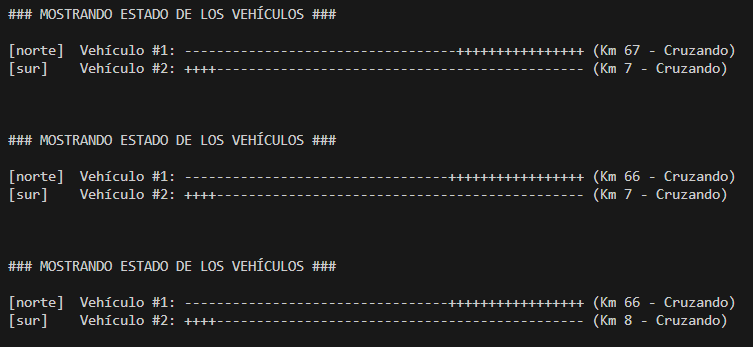 ### MOSTRANDO ESTADO DE LOS VEHÍCULOS ###
[norte]  Vehículo #1: ----------------------------------++++++++++++++++ (Km 67 - Cruzando)
[sur]    Vehículo #2: ++++---------------------------------------------- (Km 7 - Cruzando)
### MOSTRANDO ESTADO DE LOS VEHÍCULOS ###
[norte]  Vehículo #1: ---------------------------------+++++++++++++++++ (Km 66 - Cruzando)
[sur]    Vehículo #2: ++++---------------------------------------------- (Km 7 - Cruzando)
### MOSTRANDO ESTADO DE LOS VEHÍCULOS ###
[norte]  Vehículo #1: ---------------------------------+++++++++++++++++ (Km 66 - Cruzando)
[sur]    Vehículo #2: ++++---------------------------------------------- (Km 8 - Cruzando)